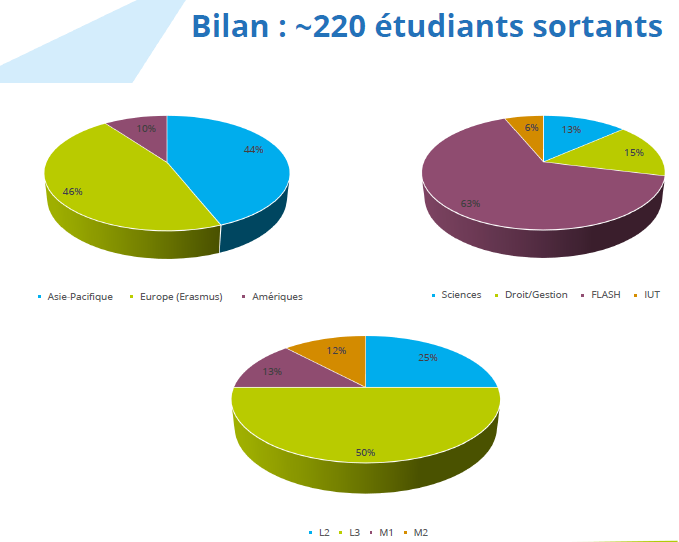 Bilan : ~220 étudiants sortants
10%
44%
46%
Asie-Pacifique Europe (Erasmus) Amériques
6%
13%
15%
63%
Sciences Droit/Gestion FLASH IUT
12%
25%
13%
50%
L2 L3 M1 M2